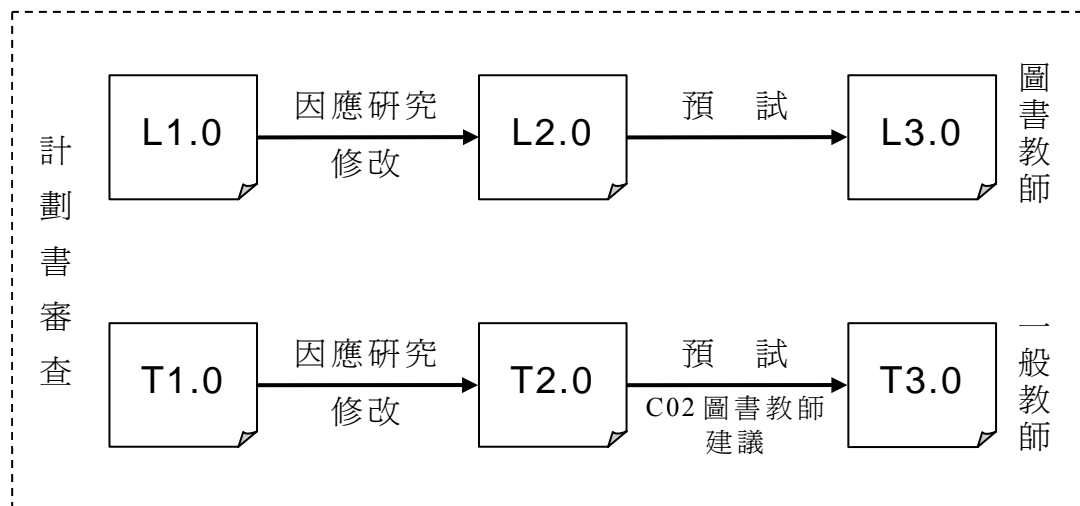 計劃書審查
L1.0
因應研究
修改
L2.0
預 試
L3.0
圖書教師
T1.0
因應研究
修改
T2.0
預 試
C02 圖書教師
建議
T3.0
一般教師